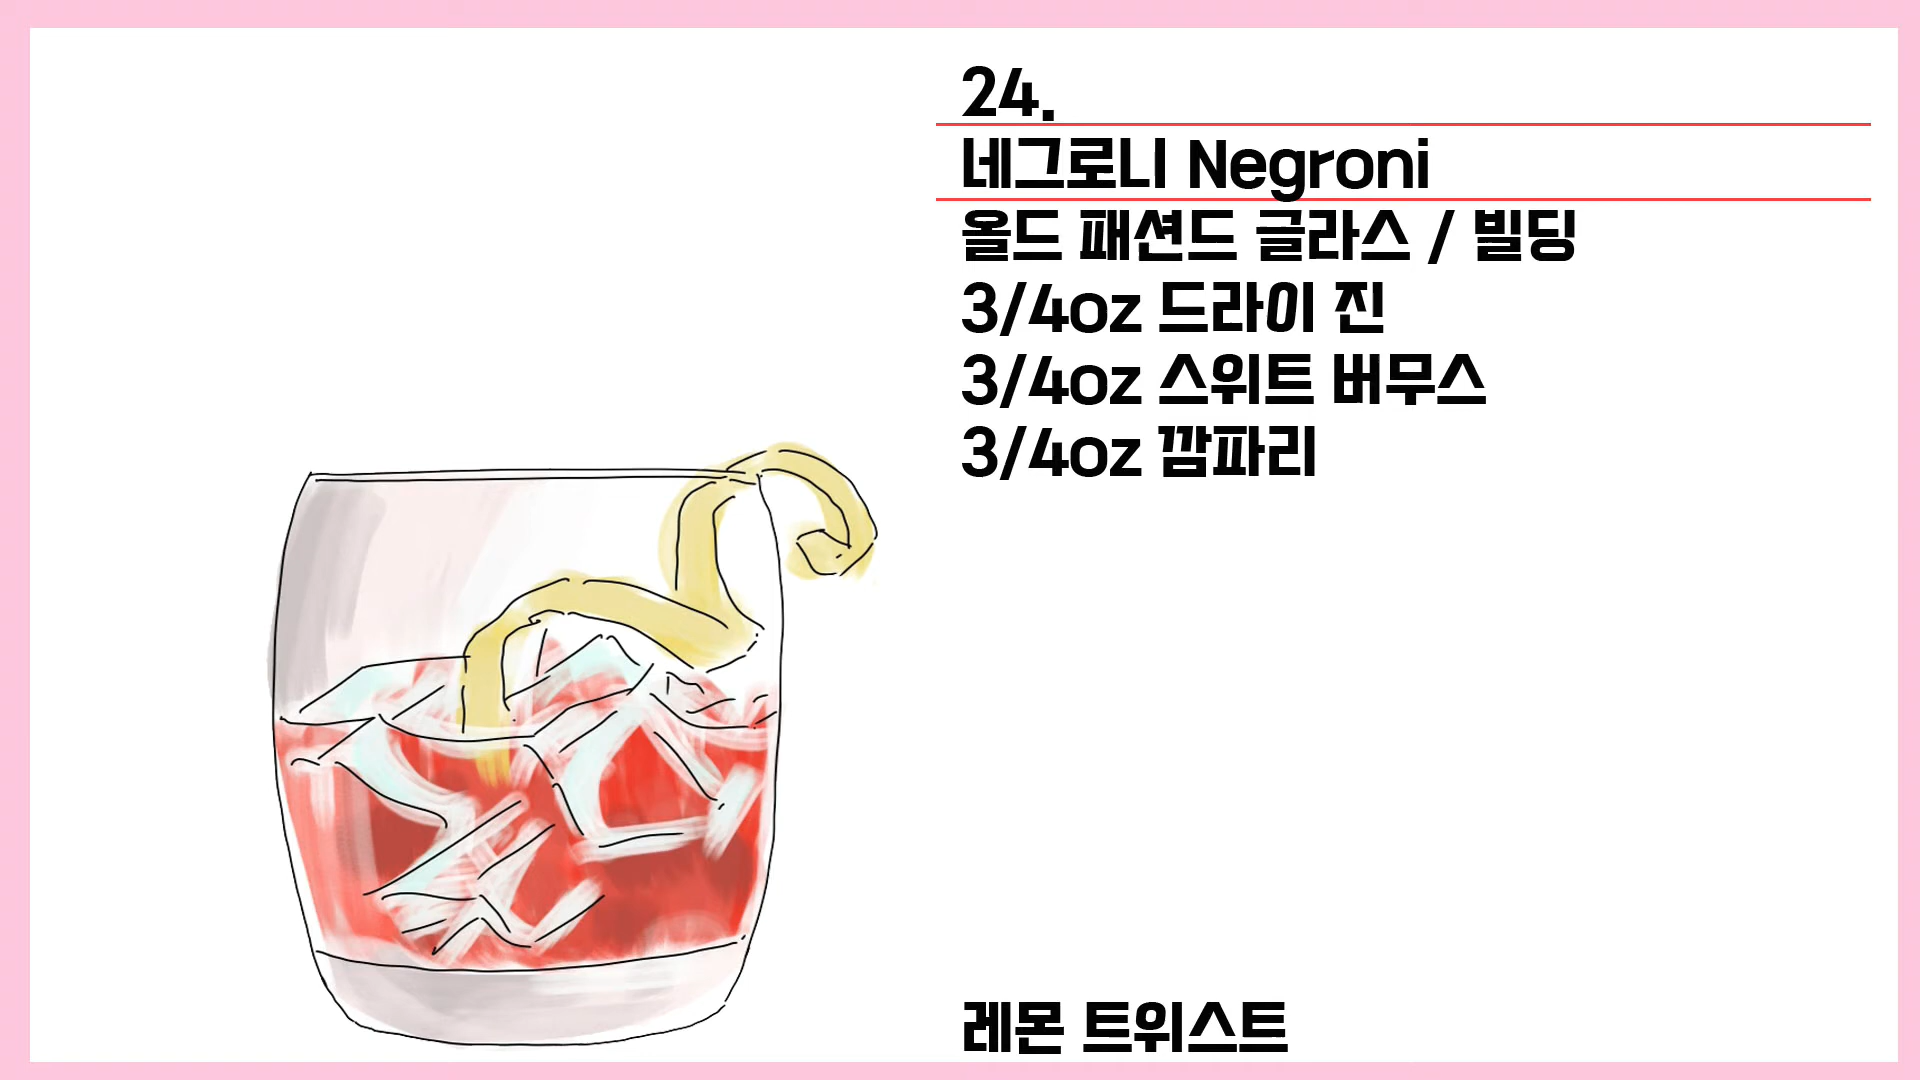 24.
네그로니 Negroni
올드 패션드 글라스 / 빌딩
3/4oz 드라이 진
3/4oz 스위트 버무스
3/4oz 깜파리
레몬 트위스트